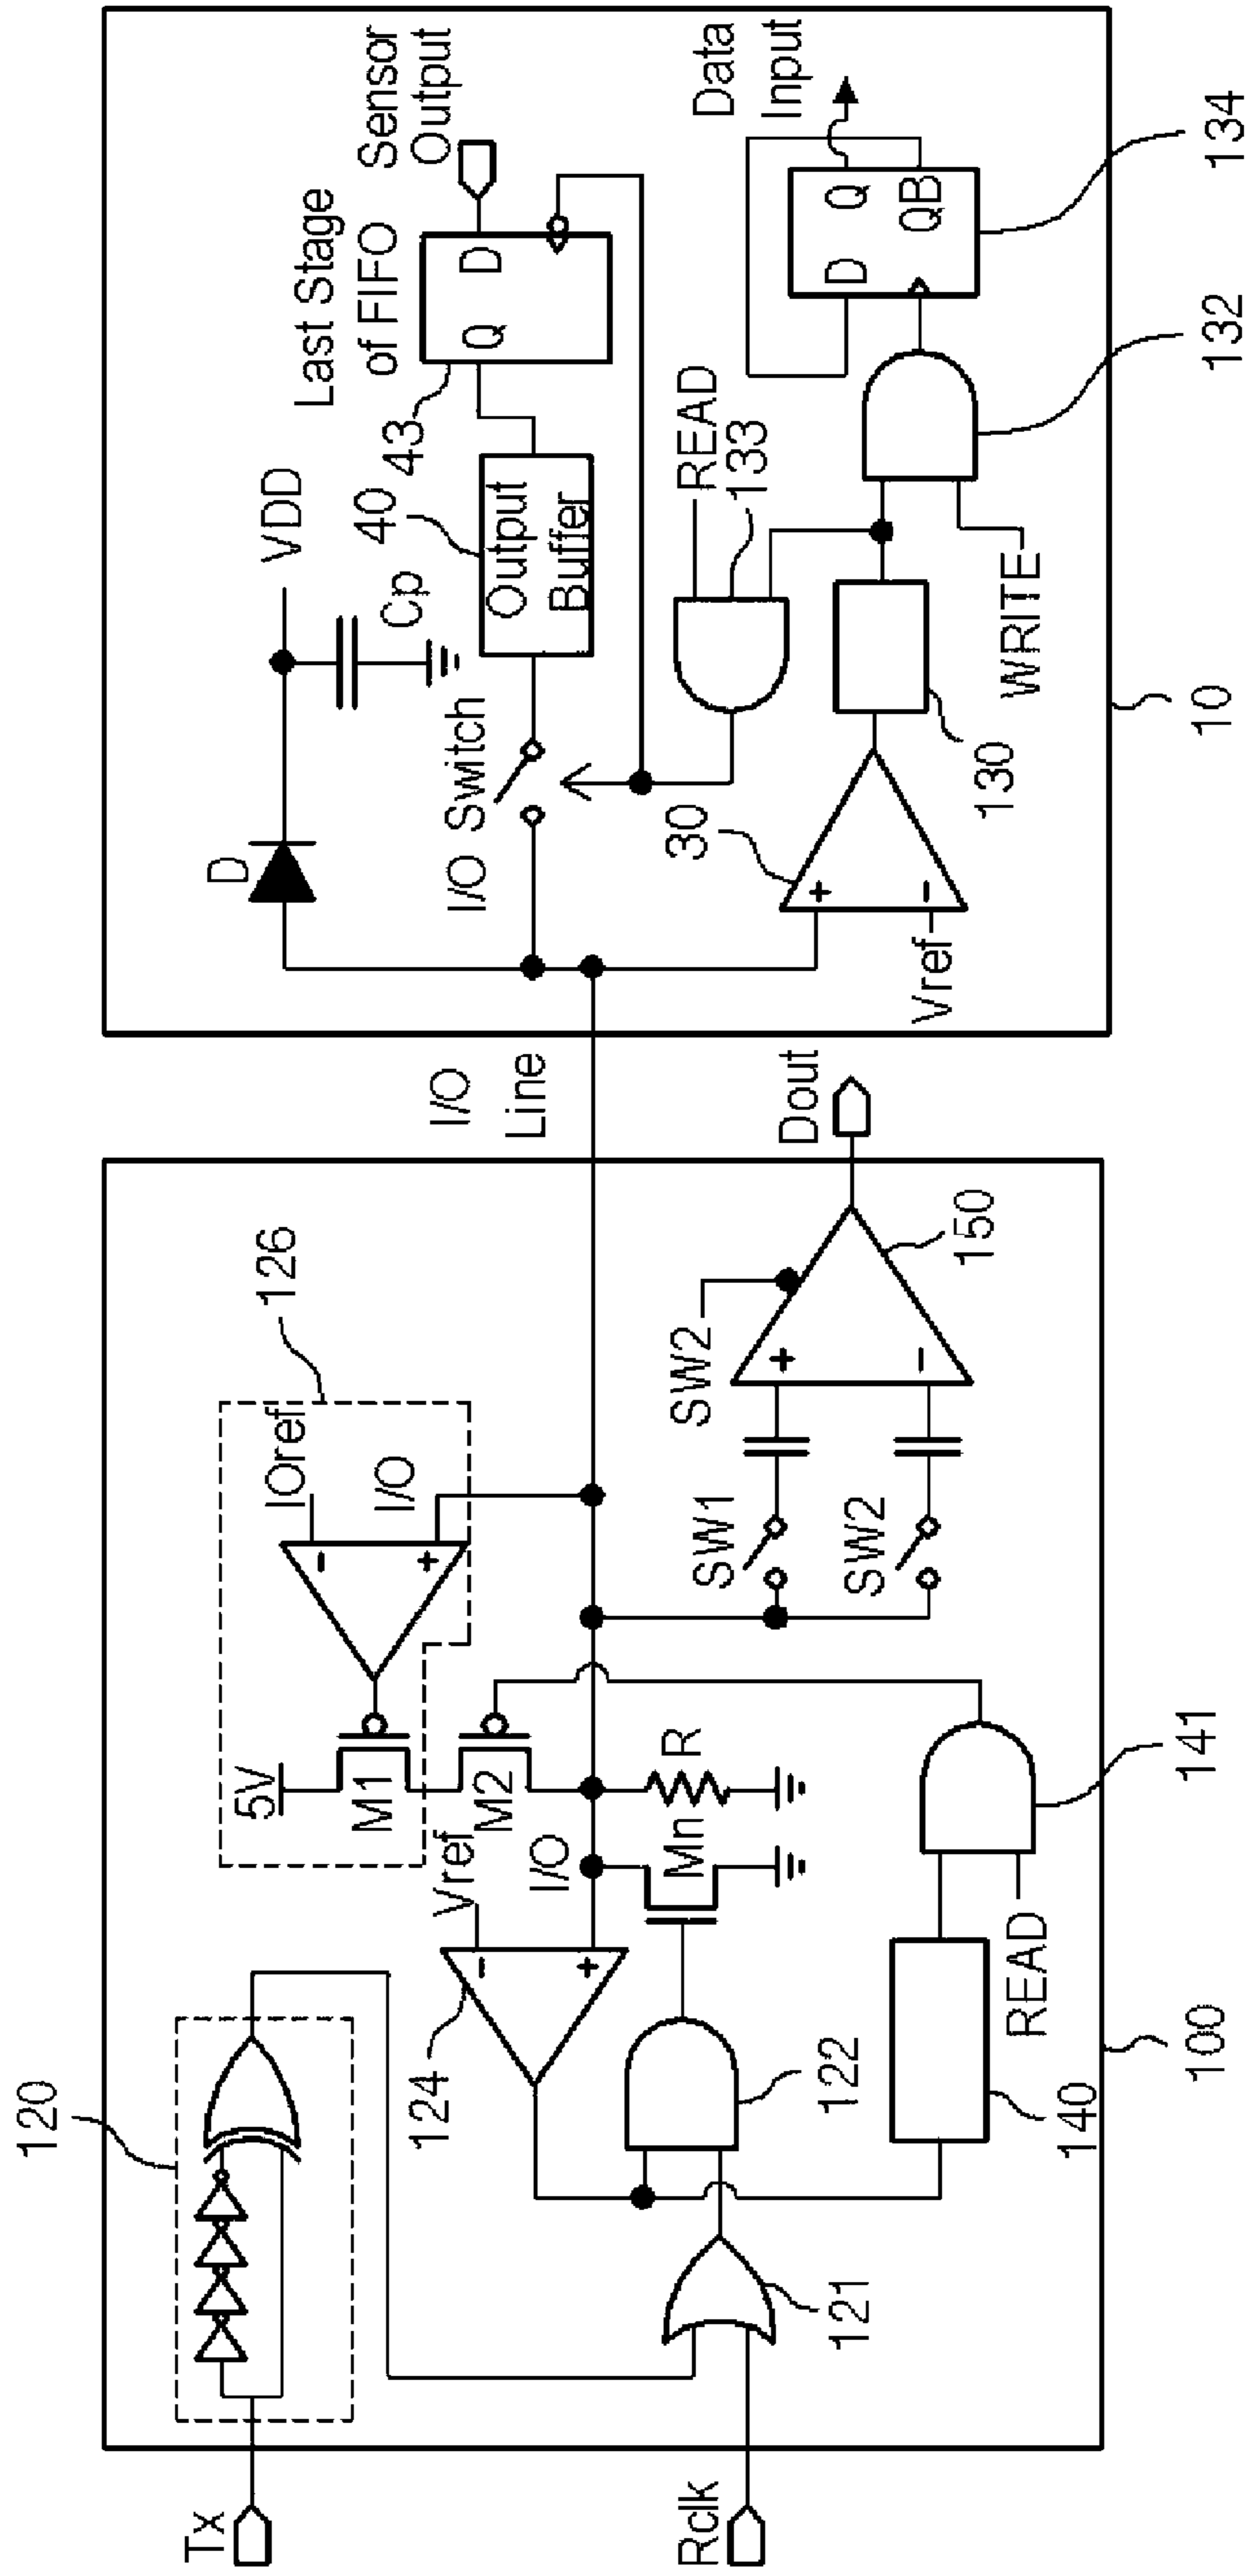 Tx
Rclk
120
121
122
124
126
5V
M1
M2
IOref
-
I/O
+
Vref
-
+
I/O
Mn
R
140
READ
141
100
SW1
SW2
SW2
+
-
150
Dout
I/O
Line
D
VDD
Cp
I/O Switch
40
Output
Buffer
43
Last Stage
of FIFO
Q
D
Sensor
Output
30
+
-
Vref
130
READ
133
WRITE
132
D
Q
QB
134
Data
Input
10